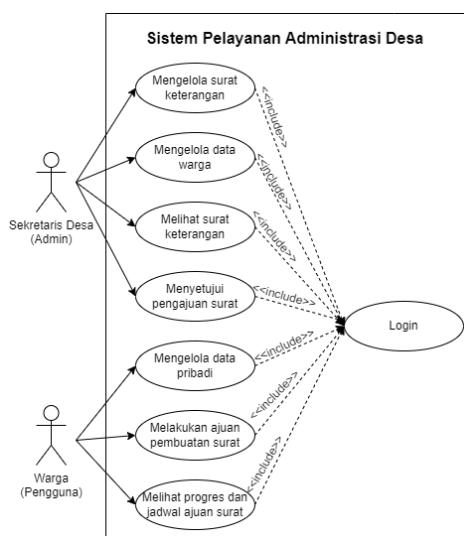 Sistem Pelayanan Administrasi Desa
Mengelola surat
keterangan
<<include>>
Mengelola data
warga
<<include>>
Sekretaris Desa
(Admin)
Melihat surat
keterangan
<<include>>
Menyetujui
pengajuan surat
<<include>>
Login
Mengelola data
pribadi
<<include>>
Melakukan ajuan
pembuatan surat
<<include>>
Warga
(Pengguna)
Melihat progres dan
jadwal ajuan surat
<<include>>